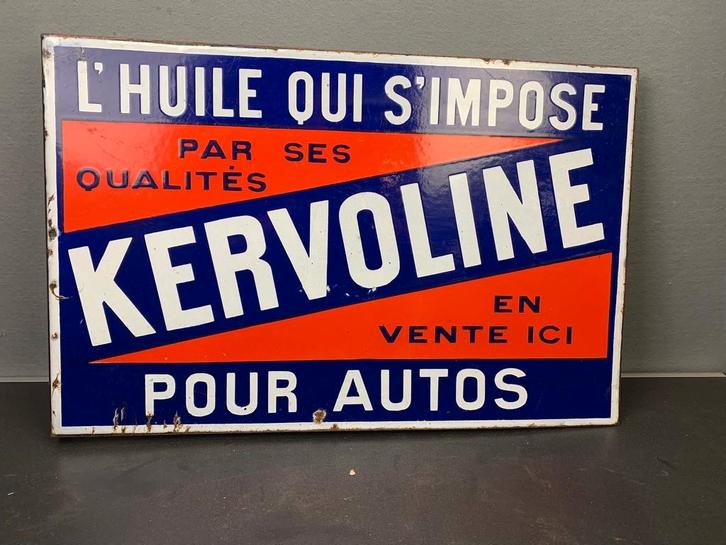 L'HUILE QUI S'IMPOSE
PAR SES
QUALITÉS
KERVOLINE
EN
VENTE ICI
POUR AUTOS